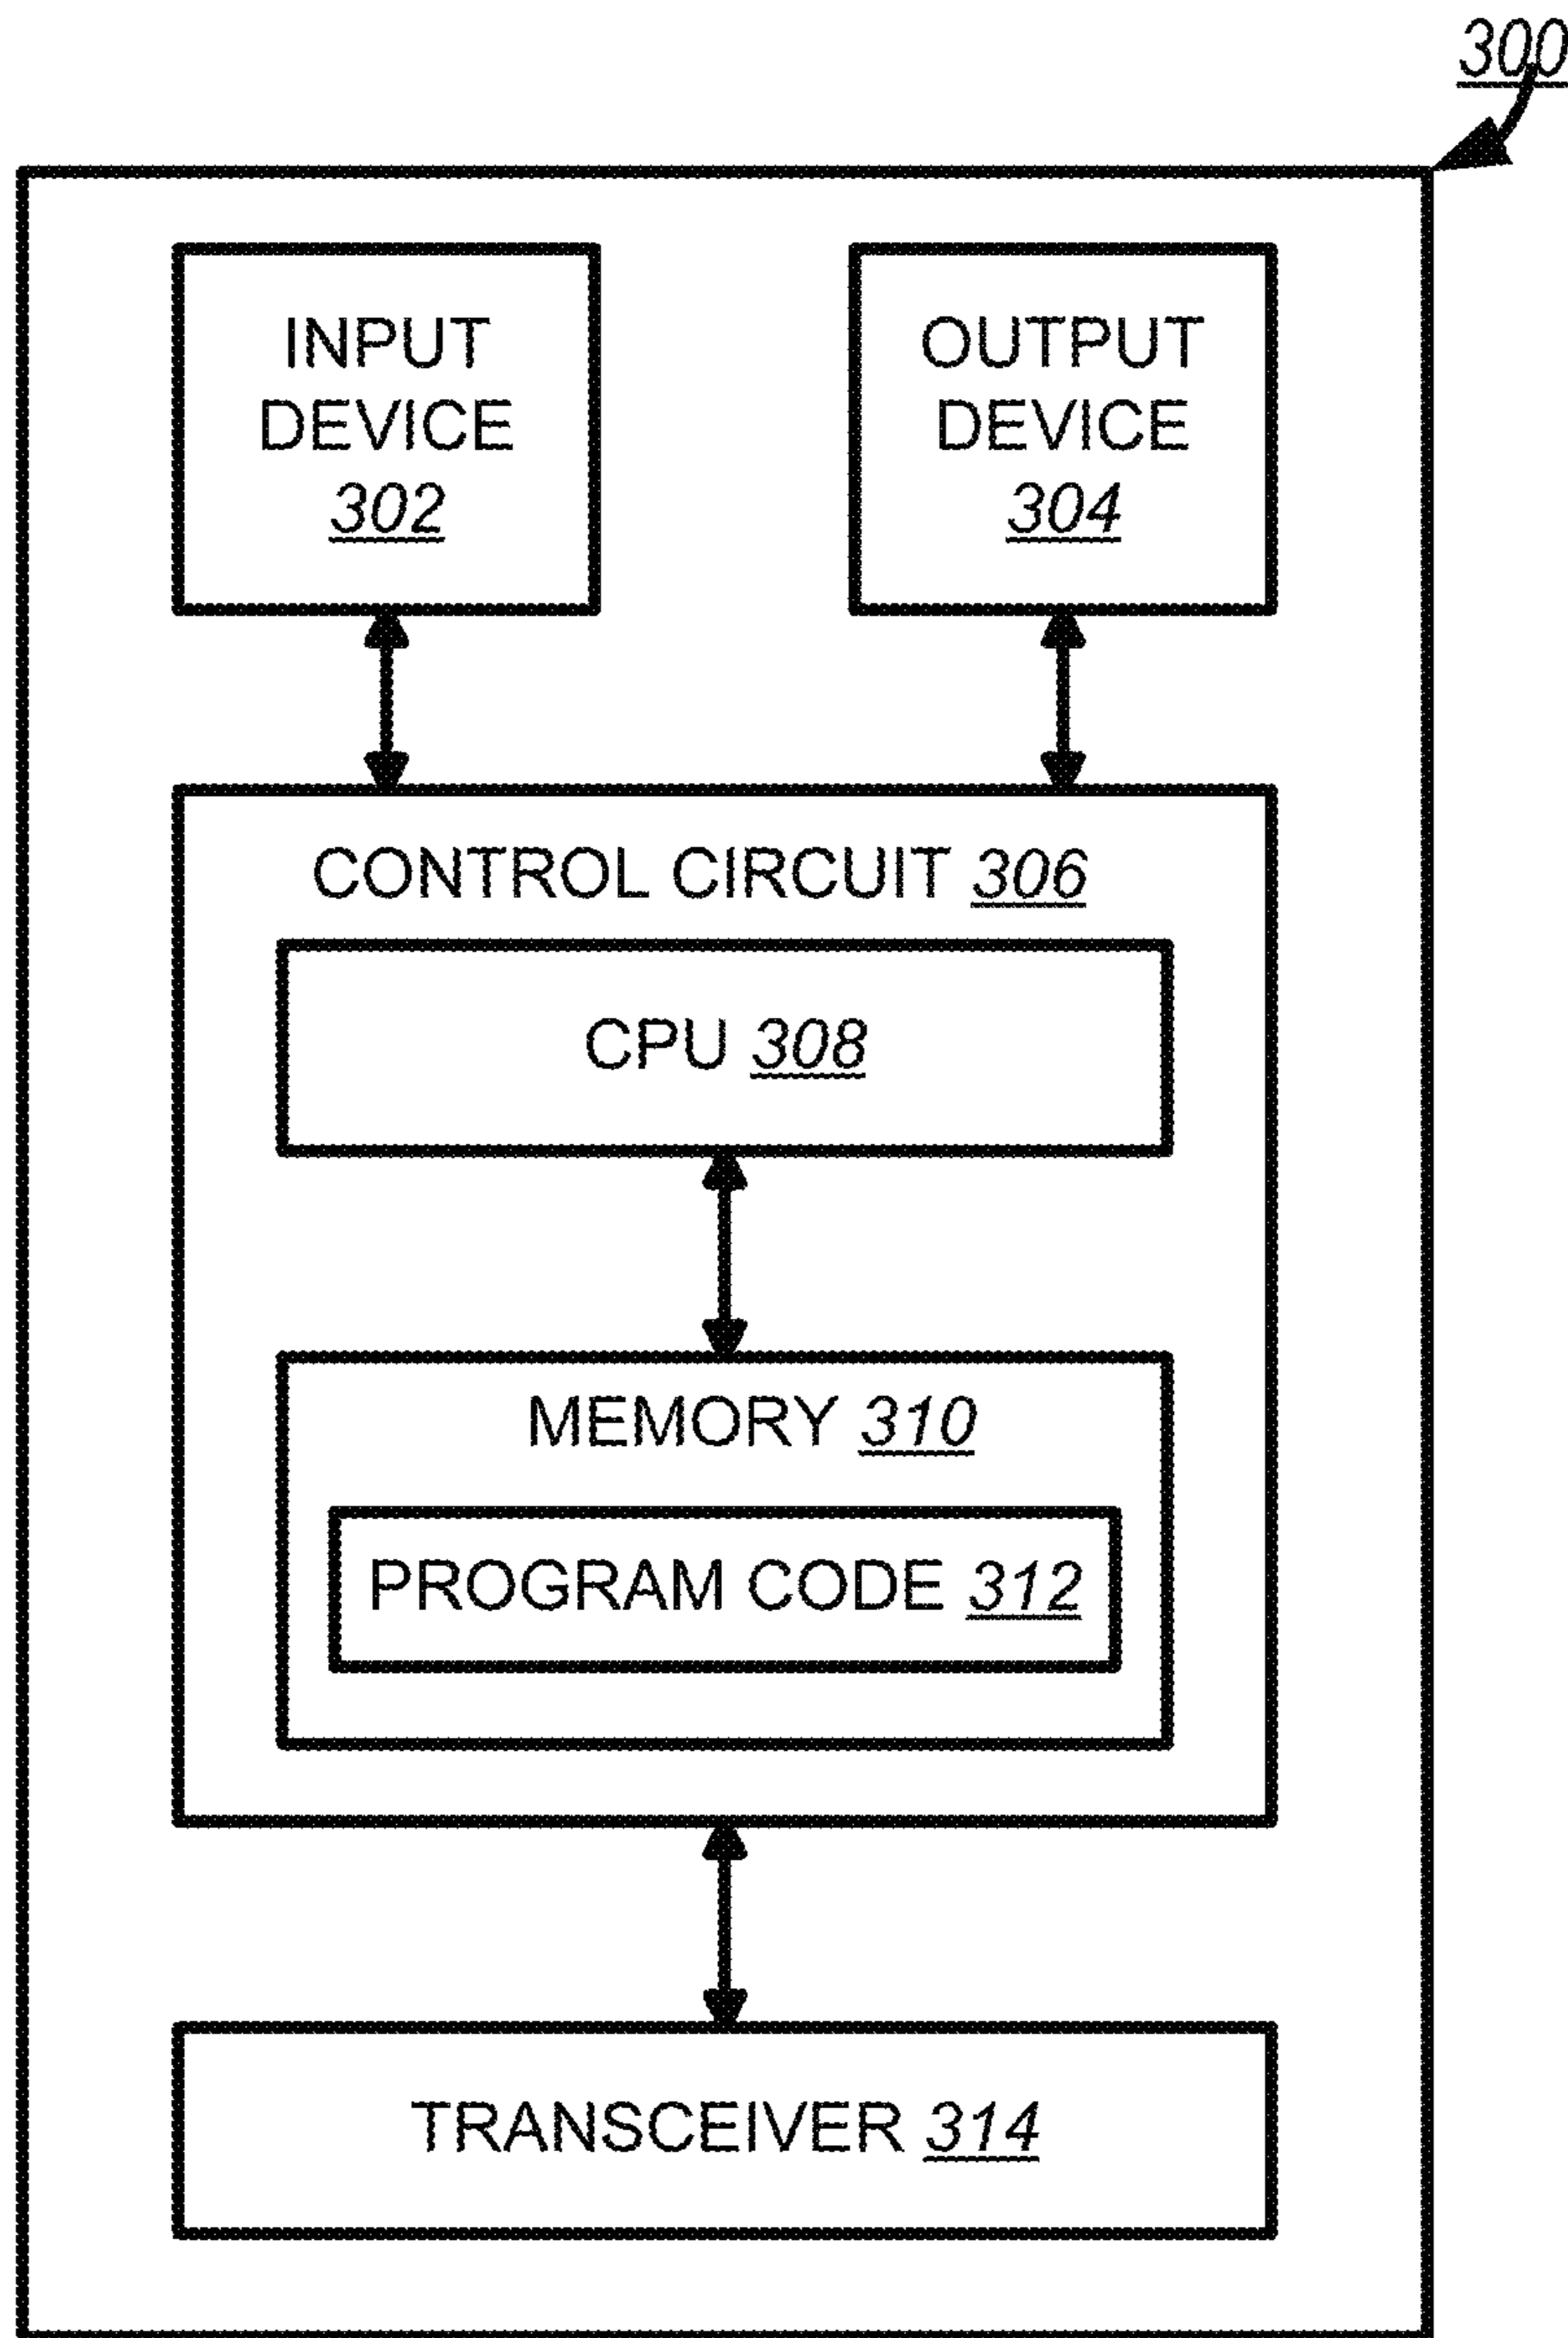 300
INPUT
DEVICE
302
OUTPUT
DEVICE
304
CONTROL CIRCUIT 306
CPU 308
MEMORY 310
PROGRAM CODE 312
TRANSCEIVER 314